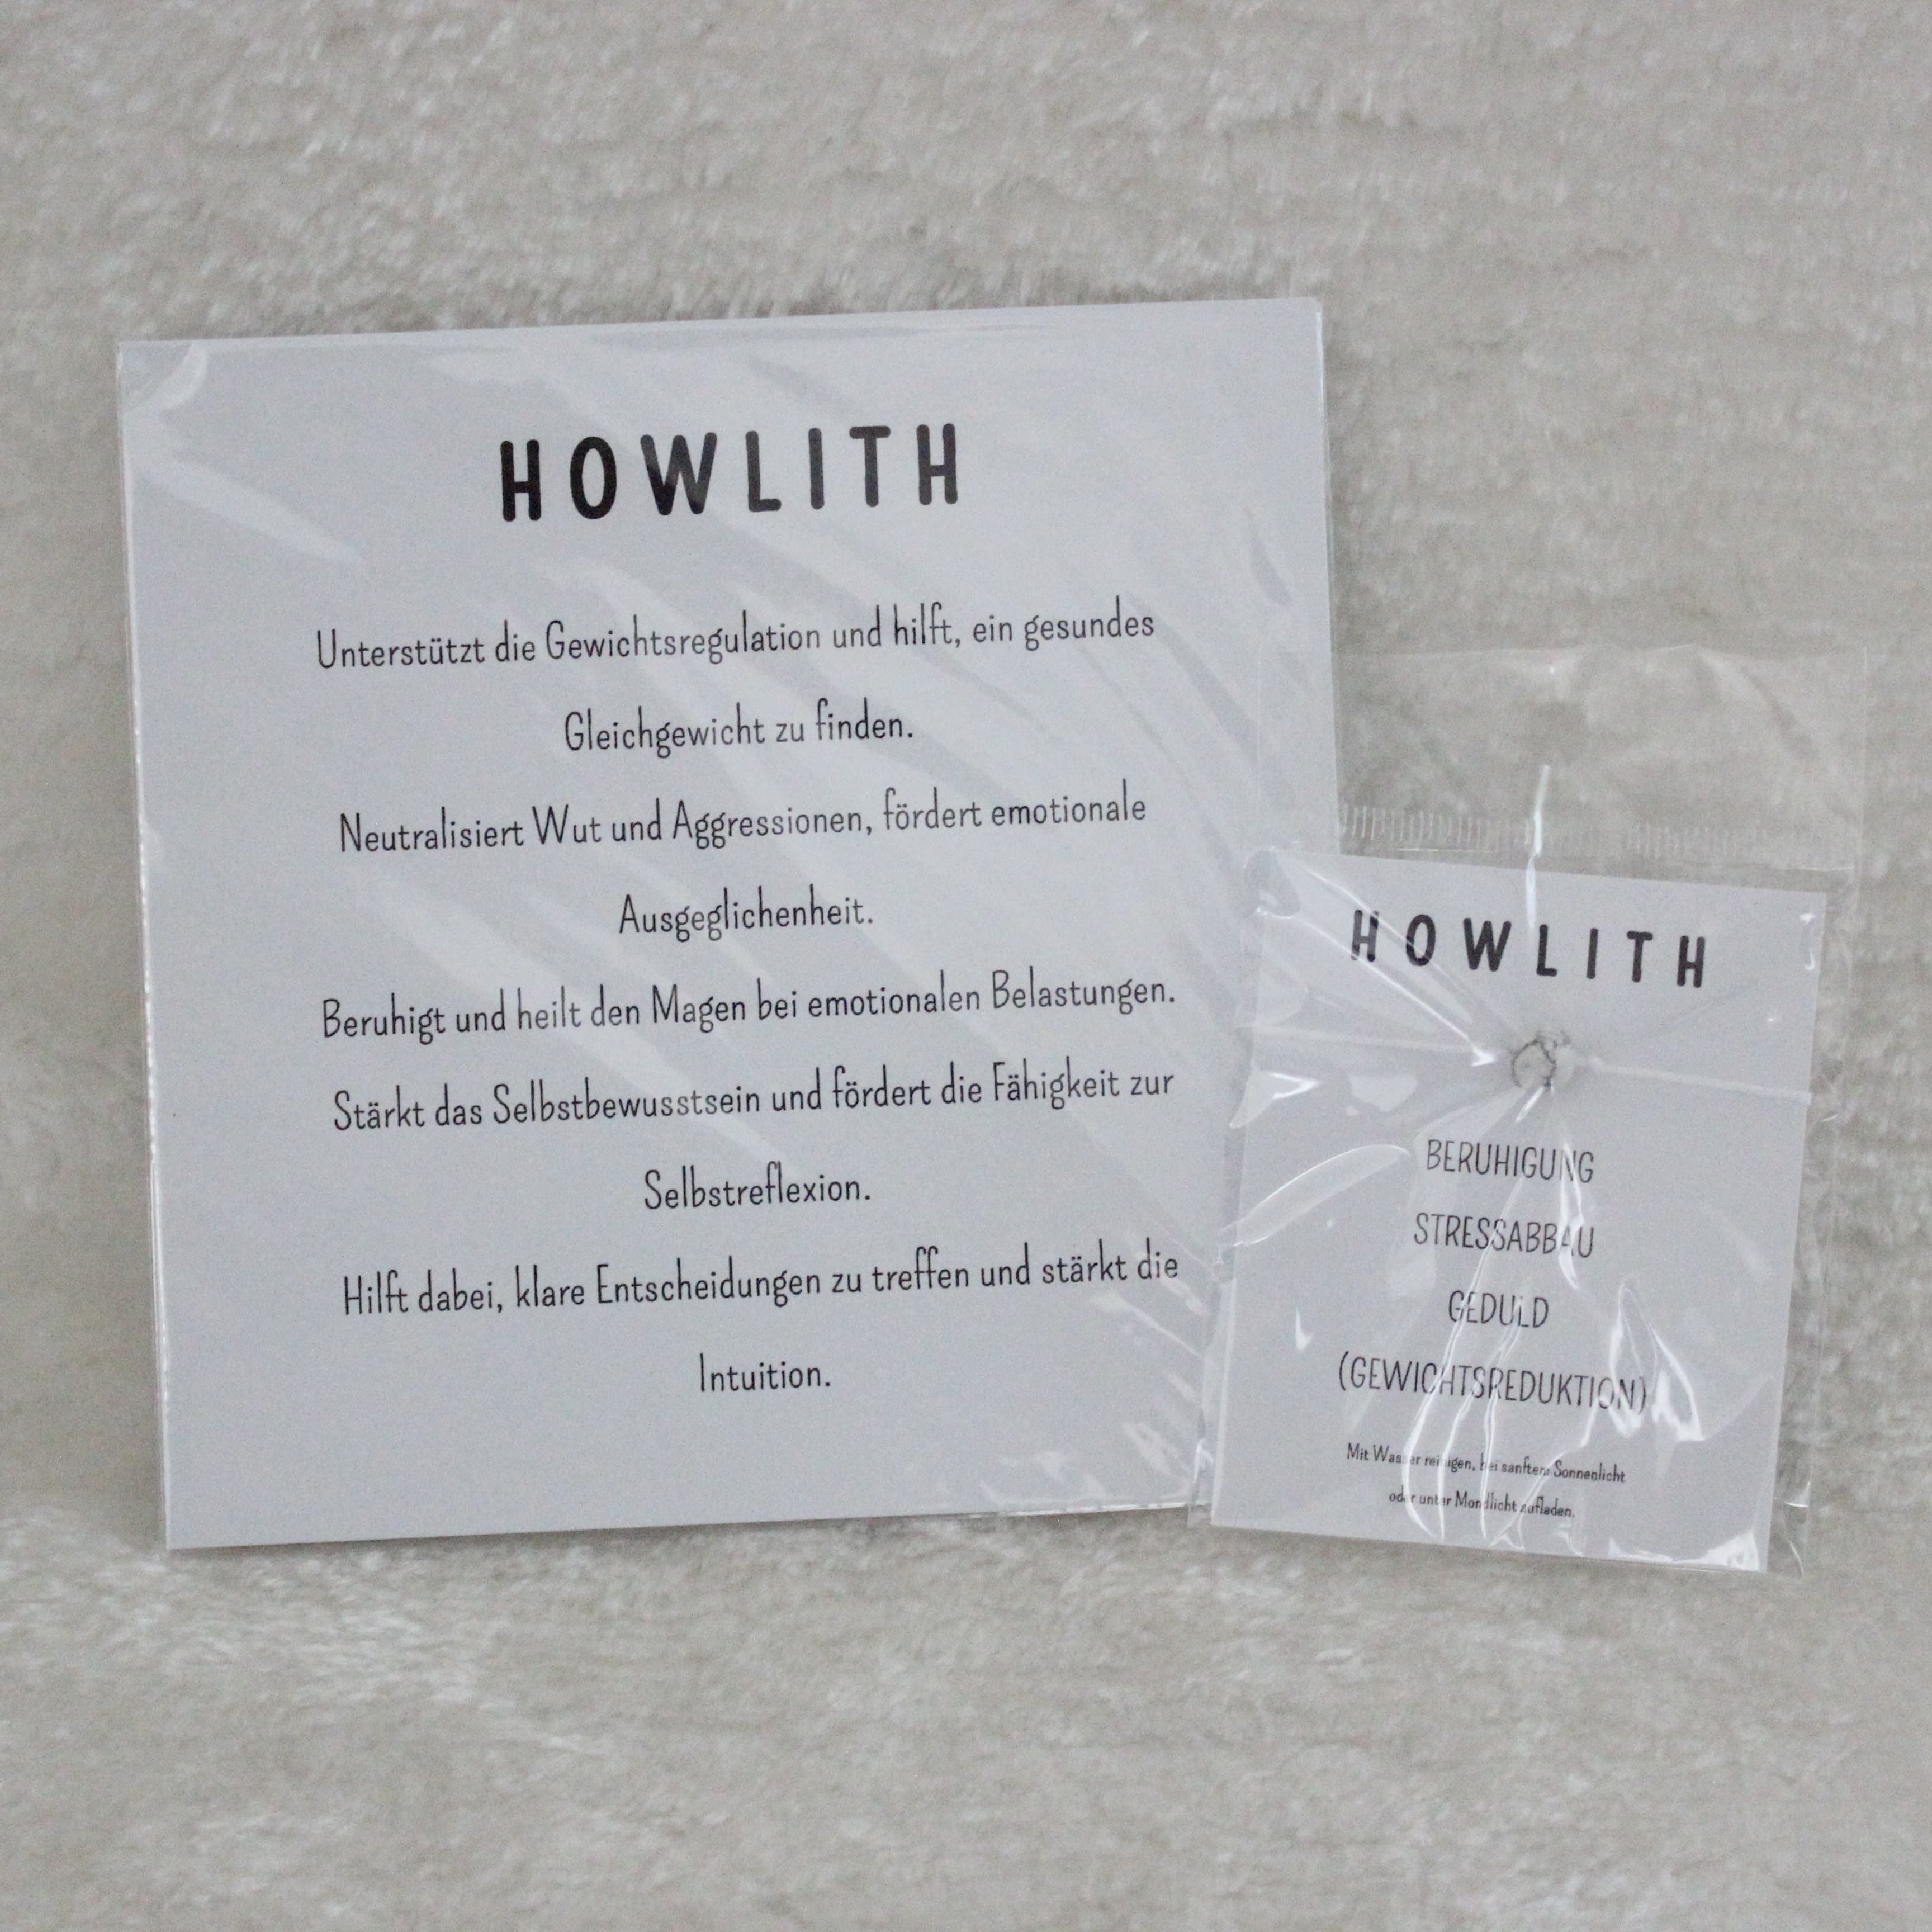 HOWLITH
Unterstützt die Gewichtsregulation und hilft, ein gesundes
Gleichgewicht zu finden.
Neutralisiert Wut und Aggressionen, fördert emotionale
Ausgeglichenheit.
Beruhigt und heilt den Magen bei emotionalen Belastungen.
Stärkt das Selbstbewusstsein und fördert die Fähigkeit zur
Selbstreflexion.
Hilft dabei, klare Entscheidungen zu treffen und stärkt die
Intuition.
HOWLITH
BERUHIGUNG
STRESSABBAU
GEDULD
(GEWICHTSREDUKTION)
Mit Wasser reinigen, bei sanftem Sonnenlicht
oder unter Mondlicht aufladen.